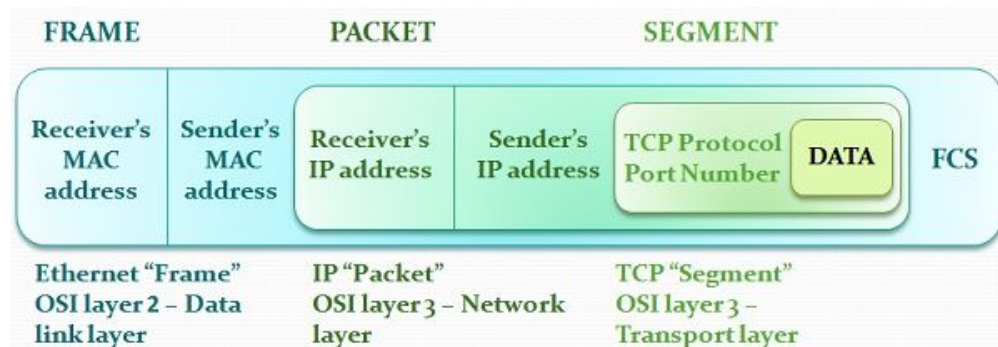 FRAME
PACKET
SEGMENT
Receiver's
MAC
address
Sender's
MAC
address
Receiver's
IP address
Sender's
IP address
TCP Protocol
Port Number
DATA
FCS
Ethernet “Frame”
OSI layer 2 – Data
link layer
IP “Packet”
OSI layer 3 – Network
layer
TCP “Segment”
OSI layer 3 –
Transport layer